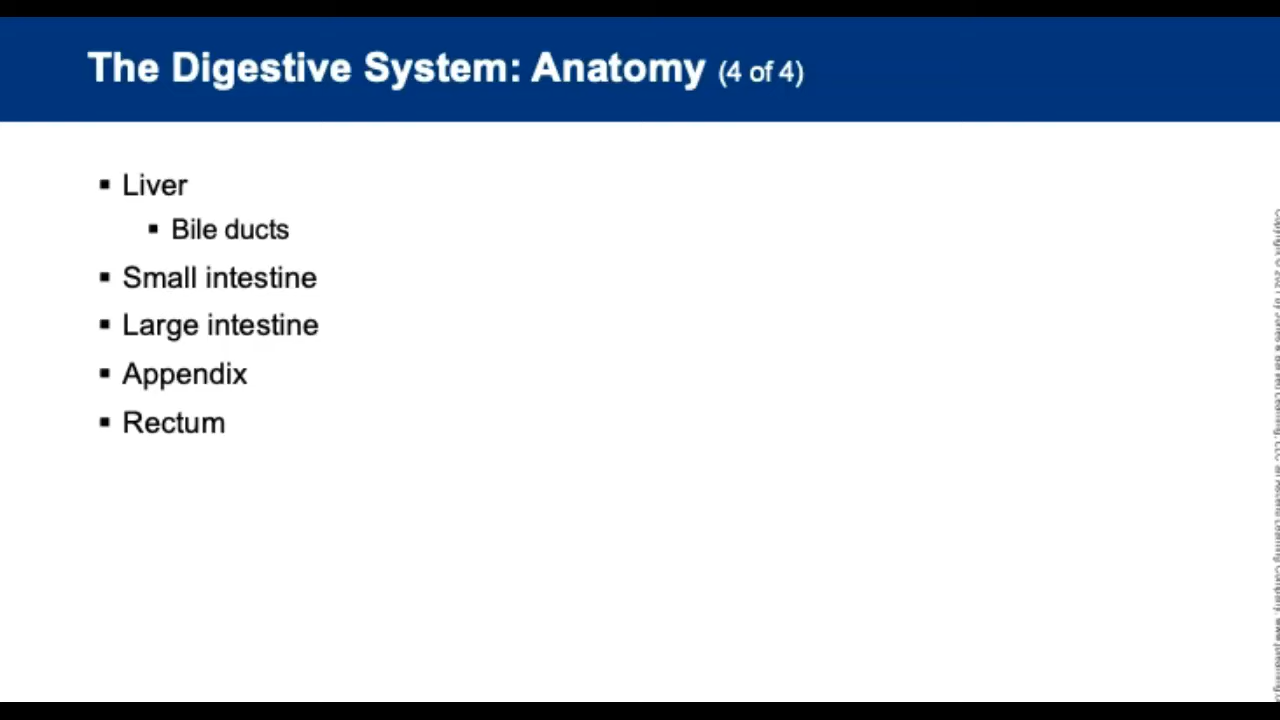 The Digestive System: Anatomy (4 of 4)
▪ Liver
▪ Bile ducts
▪ Small intestine
▪ Large intestine
▪ Appendix
▪ Rectum